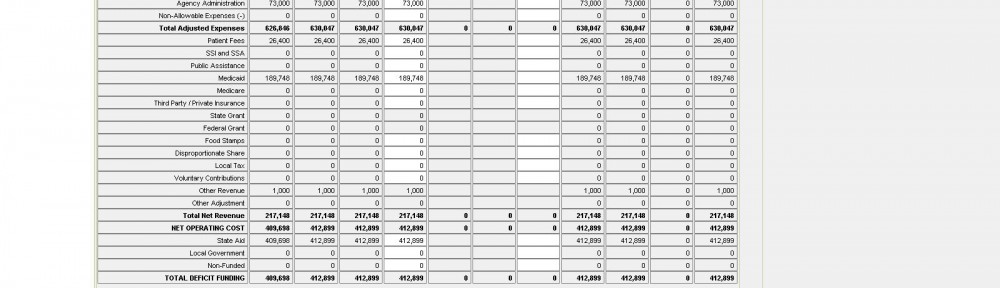 Agency Administration 73,000 73,000 73,000 73,000 73,000 73,000 0 73,000
Non-Allowable Expenses (-) 0 0 0 0 0 0 0 0
Total Adjusted Expenses 626,846 630,047 630,047 630,047 0 0 0 630,047 630,047 0 630,047
Patient Fees 26,400 26,400 26,400 26,400 26,400 26,400 0 26,400
SSI and SSA 0 0 0 0 0 0 0 0
Public Assistance 0 0 0 0 0 0 0 0
Medicaid 189,748 189,748 189,748 189,748 189,748 189,748 0 189,748
Medicare 0 0 0 0 0 0 0 0
Third Party / Private Insurance 0 0 0 0 0 0 0 0
State Grant 0 0 0 0 0 0 0 0
Federal Grant 0 0 0 0 0 0 0 0
Food Stamps 0 0 0 0 0 0 0 0
Disproportionate Share 0 0 0 0 0 0 0 0
Local Tax 0 0 0 0 0 0 0 0
Voluntary Contributions 0 0 0 0 0 0 0 0
Other Revenue 1,000 1,000 1,000 1,000 1,000 1,000 0 1,000
Other Adjustment 0 0 0 0 0 0 0 0
Total Net Revenue 217,148 217,148 217,148 217,148 0 0 0 217,148 217,148 0 217,148
NET OPERATING COST 409,698 412,899 412,899 412,899 0 0 0 412,899 412,899 0 412,899
State Aid 409,698 412,899 412,899 412,899 412,899 412,899 0 412,899
Local Government 0 0 0 0 0 0 0 0
Non-Funded 0 0 0 0 0 0 0 0
TOTAL DEFICIT FUNDING 409,698 412,899 412,899 412,899 0 0 0 412,899 412,899 0 412,899